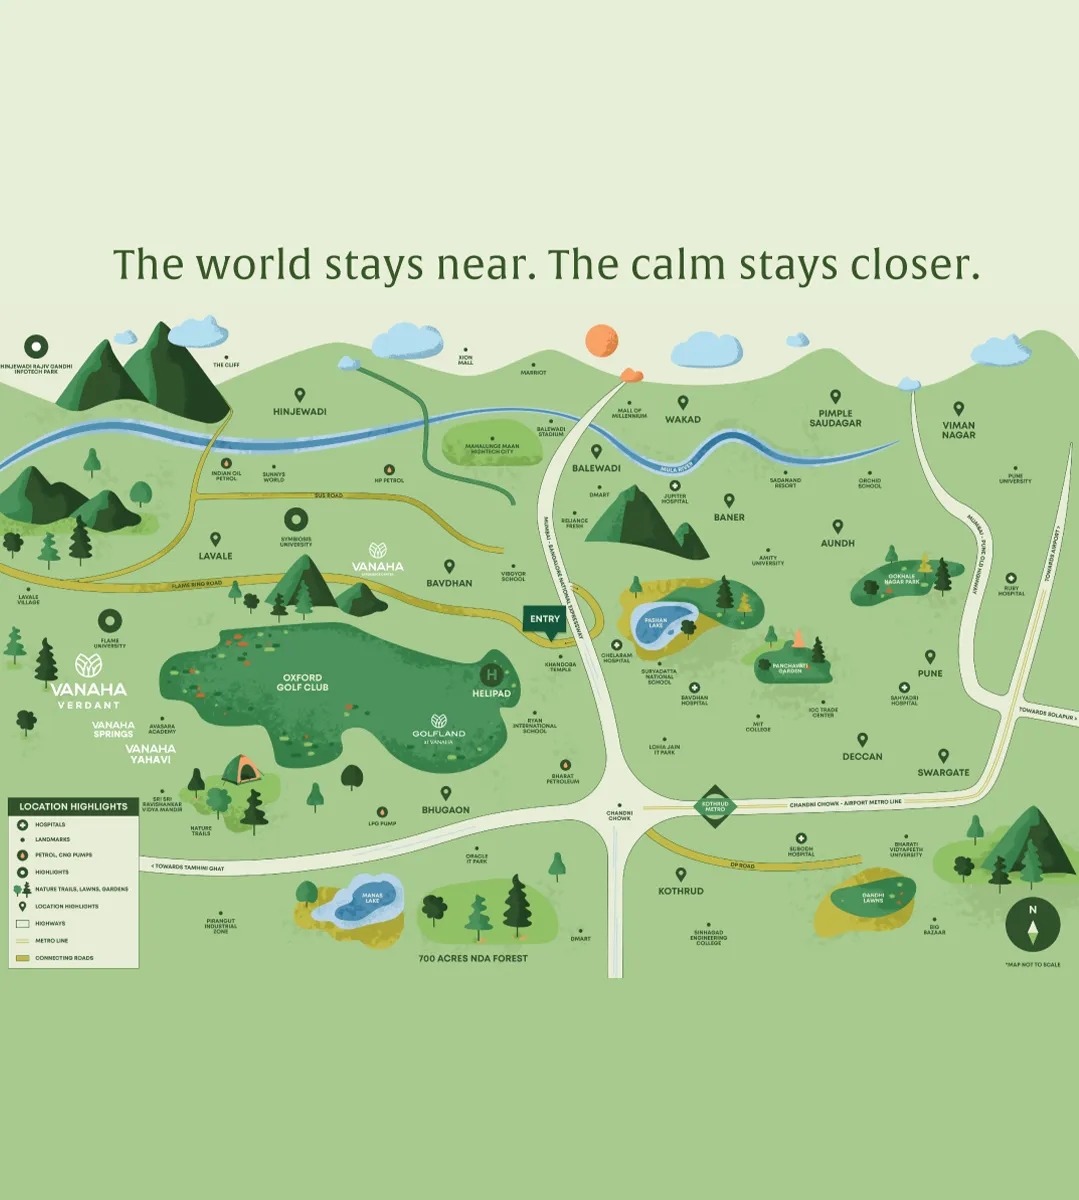 The world stays near. The calm stays closer.
HINJEWADI RAJIV GANDHI
INFOTECH PARK
THE CLIFF
XION
MALL
MARRIOT
HINJEWADI
MALL OF
MILLENNIUM
WAKAD
PIMPLE
SAUDAGAR
VIMAN
NAGAR
BALEWADI
STADIUM
MAHALUNGE MAAN
HIGHTECH CITY
BALEWADI
MULA RIVER
INDIAN OIL
PETROL
SUNNYS
WORLD
HP PETROL
SADANAND
RESORT
ORCHID
SCHOOL
PUNE
UNIVERSITY
SUS ROAD
DMART
JUPITER
HOSPITAL
BANER
RELIANCE
FRESH
AUNDH
SYMBIOSIS
UNIVERSITY
LAVALE
VANAHA
BAVDHAN
VIBGYOR
SCHOOL
AMITY
UNIVERSITY
GOKHALE
NAGAR PARK
RUBY
HOSPITAL
MUMBAI - BANGALORE NATIONAL EXPRESSWAY
MUMBAI - PUNE OLD HIGHWAY
TOWARDS AIRPORT >
FLAME RING ROAD
LAVALE
VILLAGE
ENTRY
PASHAN
LAKE
FLAME
UNIVERSITY
KHANDOBA
TEMPLE
CHELARAM
HOSPITAL
SURYADATTA
NATIONAL
SCHOOL
PANCHAVATI
GARDEN
PUNE
VANAHA
VERDANT
OXFORD
GOLF CLUB
H
HELIPAD
BAVDHAN
HOSPITAL
SAHYADRI
HOSPITAL
ICC TRADE
CENTER
TOWARDS SOLAPUR >
VANAHA
SPRINGS
AVASARA
ACADEMY
GOLFLAND
AT VANAHA
RYAN
INTERNATIONAL
SCHOOL
MIT
COLLEGE
VANAHA
YAHAVI
LOHIA JAIN
IT PARK
DECCAN
SWARGATE
BHARAT
PETROLEUM
SRI SRI
RAVISHANKAR
VIDYA MANDIR
NATURE
TRAILS
LPG PUMP
BHUGAON
CHANDNI
CHOWK
KOTHRUD
METRO
CHANDNI CHOWK - AIRPORT METRO LINE
< TOWARDS TAMHINI GHAT
ORACLE
IT PARK
SUBODH
HOSPITAL
BHARATI
VIDYAPEETH
UNIVERSITY
DP ROAD
KOTHRUD
MANAS
LAKE
GANDHI
LAWNS
PIRANGUT
INDUSTRIAL
ZONE
DMART
SINHAGAD
ENGINEERING
COLLEGE
BIG
BAZAAR
700 ACRES NDA FOREST
LOCATION HIGHLIGHTS
HOSPITALS
LANDMARKS
PETROL, CNG PUMPS
HIGHLIGHTS
NATURE TRAILS, LAWNS, GARDENS
LOCATION HIGHLIGHTS
HIGHWAYS
METRO LINE
CONNECTING ROADS
N
*MAP NOT TO SCALE